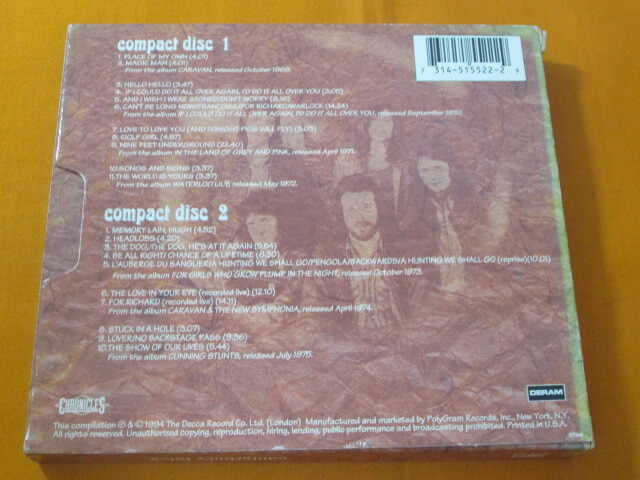 compact disc 1
7 314-515522-2 9
1. PLACE OF MY OWN (4.01)
2. MAGIC MAN (4.01)
From the album CARAVAN, released October 1968.
3. HELLO HELLO (3.47)
4. IF I COULD DO IT ALL OVER AGAIN, I'D DO IT ALL OVER YOU (3.08)
5. AND I WISH I WERE STONED/DON'T WORRY (8.16)
6. CAN'T BE LONG NOW/FRANCOISE/FOR RICHARD/WARLOCK (14.24)
From the album IF I COULD DO IT ALL OVER AGAIN, I'D DO IT ALL OVER YOU, released September 1970.
7. LOVE TO LOVE YOU (AND TONIGHT PIGS WILL FLY) (3.03)
8. GOLF GIRL (4.57)
9. NINE FEET UNDERGROUND (22.40)
From the album IN THE LAND OF GREY AND PINK, released April 1971.
10. SONGS AND SIGNS (3.37)
11. THE WORLD IS YOURS (3.37)
From the album WATERLOO LILY, released May 1972.
compact disc 2
1. MEMORY LAIN, HUGH (4.52)
2. HEADLOSS (4.20)
3. THE DOG, THE DOG, HE'S AT IT AGAIN (5.54)
4. BE ALL RIGHT/ CHANCE OF A LIFETIME (6.30)
5. L'AUBERGE DU SANGUIER/A HUNTING WE SHALL GO/PENGOLA/BACKWARDS/A HUNTING WE SHALL GO (reprise)(10.01)
From the album FOR GIRLS WHO GROW PLUMP IN THE NIGHT, released October 1973.
6. THE LOVE IN YOUR EYE (recorded live) (12.10)
7. FOR RICHARD (recorded live) (14.11)
From the album CARAVAN & THE NEW SYMPHONIA, released April 1974.
8. STUCK IN A HOLE (3.07)
9. LOVER/NO BACKSTAGE PASS (9.36)
10. THE SHOW OF OUR LIVES (5.44)
From the album CUNNING STUNTS, released July 1975.
CHRONICLES
DERAM
This compilation ℗ & © 1994 The Decca Record Co. Ltd. (London) Manufactured and marketed by PolyGram Records, Inc., New York, N.Y.
All rights reserved. Unauthorized copying, reproduction, hiring, lending, public performance and broadcasting prohibited. Printed in U.S.A.